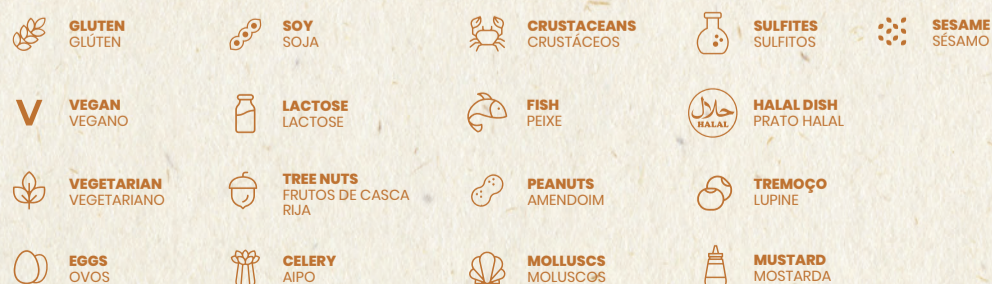 GLUTEN
GLÚTEN
SOY
SOJA
CRUSTACEANS
CRUSTÁCEOS
SULFITES
SULFITOS
SESAME
SÉSAMO
V
VEGAN
VEGANO
LACTOSE
LACTOSE
FISH
PEIXE
حلال
HALAL
HALAL DISH
PRATO HALAL
VEGETARIAN
VEGETARIANO
TREE NUTS
FRUTOS DE CASCA
RIJA
PEANUTS
AMENDOIM
TREMOÇO
LUPINE
EGGS
OVOS
CELERY
AIPO
MOLLUSCS
MOLUSCOS
MUSTARD
MOSTARDA